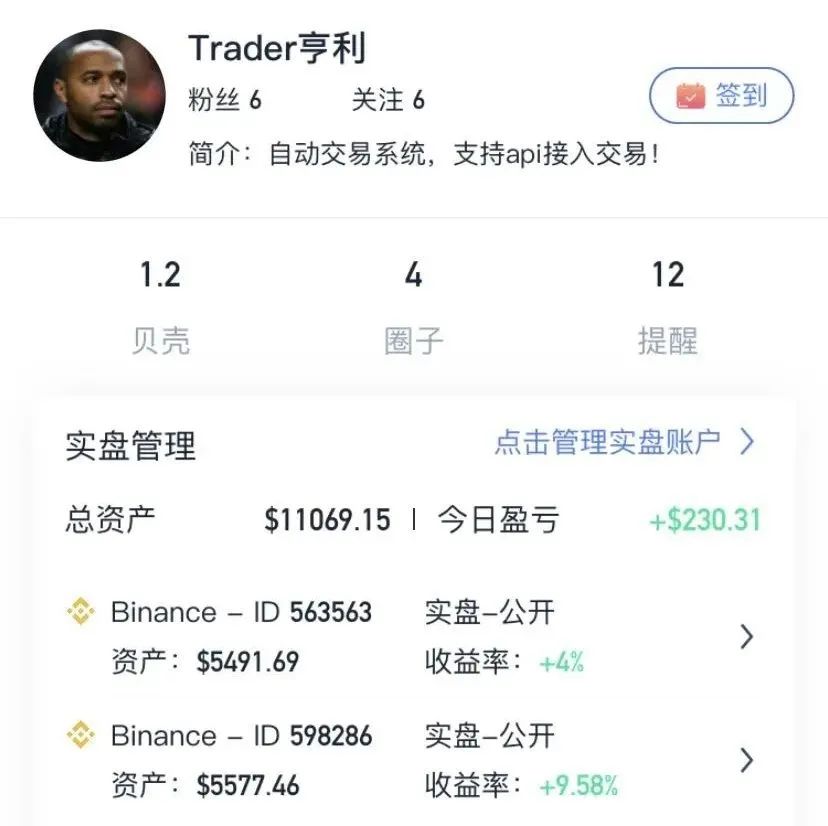 Trader亨利
粉丝 6 关注 6
签到
简介：自动交易系统，支持api接入交易！
1.2 4 12
贝壳 圈子 提醒
实盘管理 点击管理实盘账户
总资产 $11069.15 | 今日盈亏 +$230.31
Binance – ID 563563 实盘–公开
资产：$5491.69 收益率：+4%
Binance – ID 598286 实盘–公开
资产：$5577.46 收益率：+9.58%